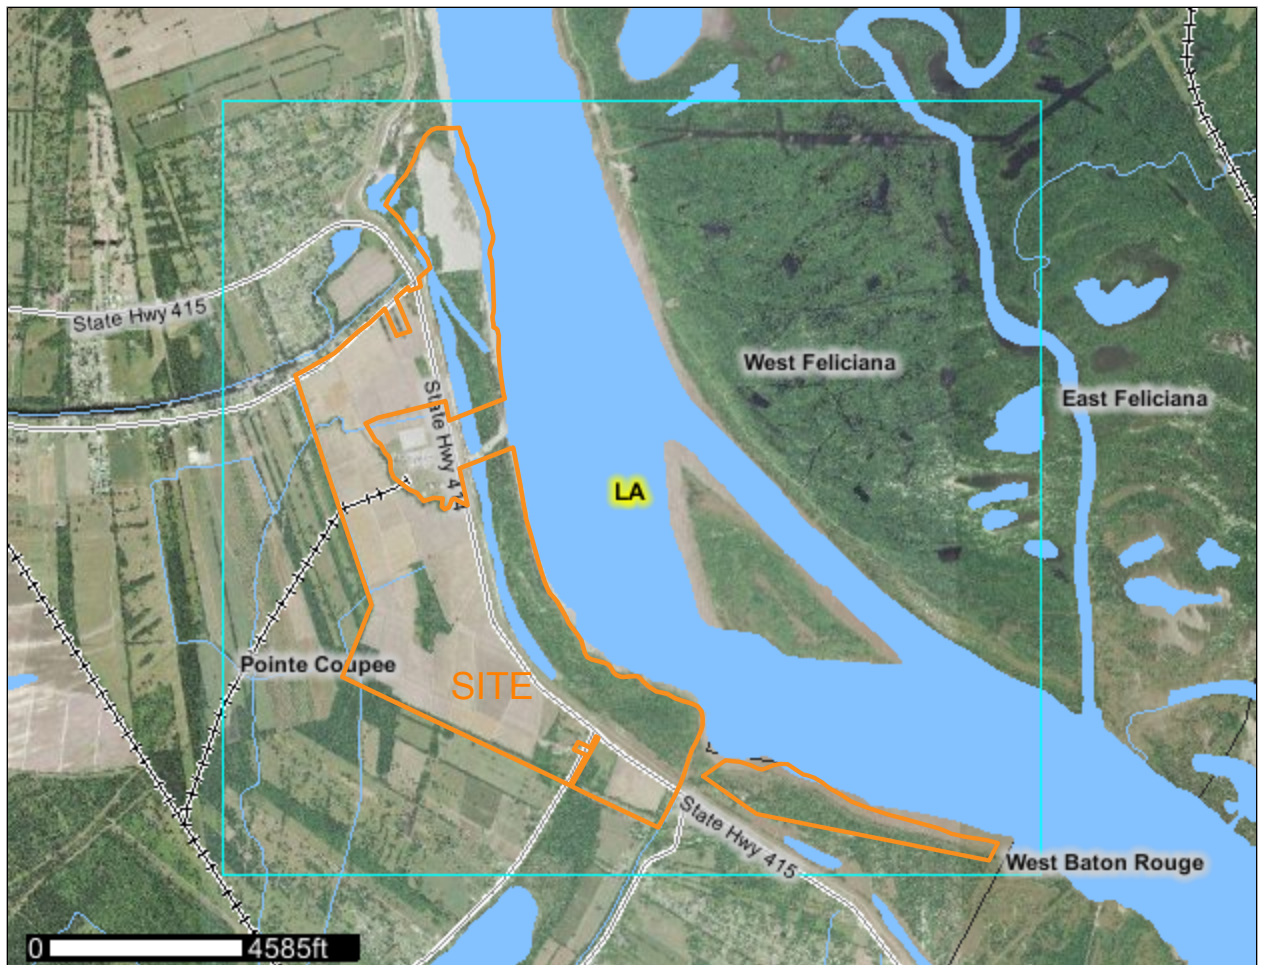 State Hwy 415
West Feliciana
East Feliciana
State Hwy 414
LA
Pointe Coupee
SITE
State Hwy 415
West Baton Rouge
0 4585ft